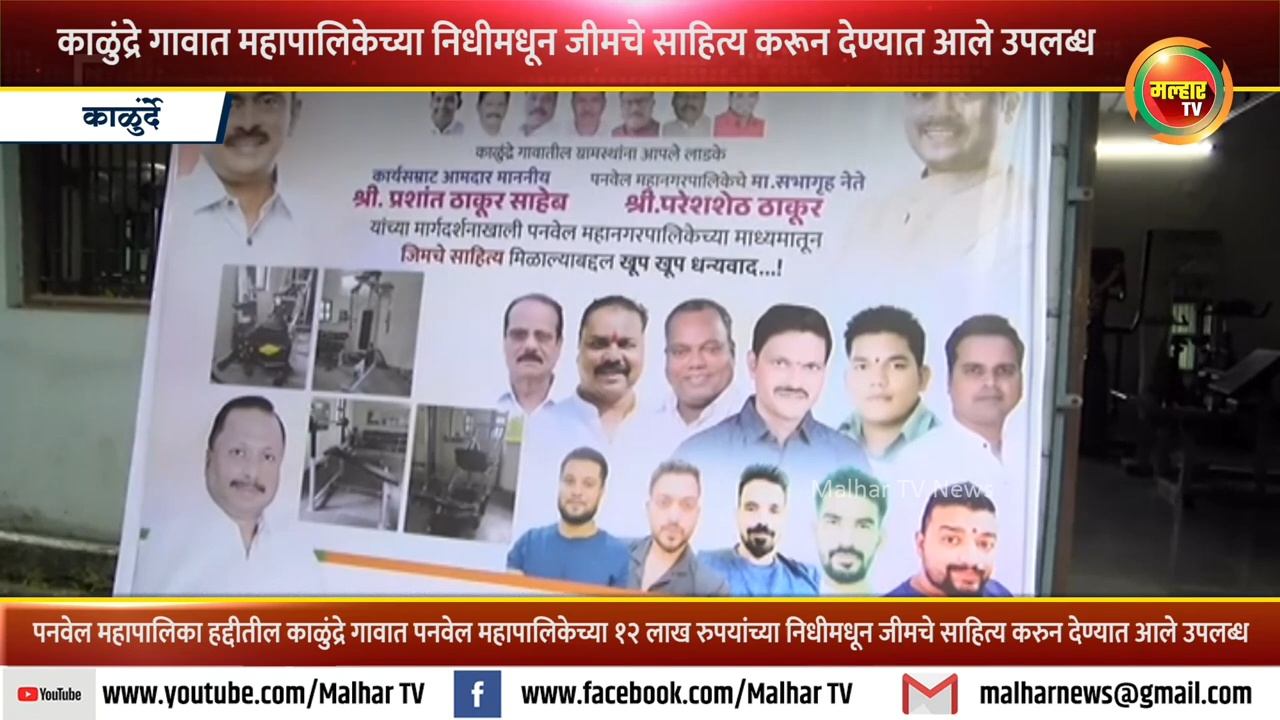 काळुंद्रे गावात महापालिकेच्या निधीमधून जीमचे साहित्य करून देण्यात आले उपलब्ध
मल्हार
TV
काळुंर्दे
काळुंद्रे गावातील ग्रामस्थांना आपले लाडके
कार्यसम्राट आमदार माननीय
श्री. प्रशांत ठाकूर साहेब
पनवेल महानगरपालिकेचे मा.सभागृह नेते
श्री.परेशशेठ ठाकूर
यांच्या मार्गदर्शनाखाली पनवेल महानगरपालिकेच्या माध्यमातून
जिमचे साहित्य मिळाल्याबद्दल खूप खूप धन्यवाद...!
Malhar TV News
पनवेल महापालिका हद्दीतील काळुंद्रे गावात पनवेल महापालिकेच्या १२ लाख रुपयांच्या निधीमधून जीमचे साहित्य करुन देण्यात आले उपलब्ध
YouTube www.youtube.com/Malhar TV
f www.facebook.com/Malhar TV
malharnews@gmail.com